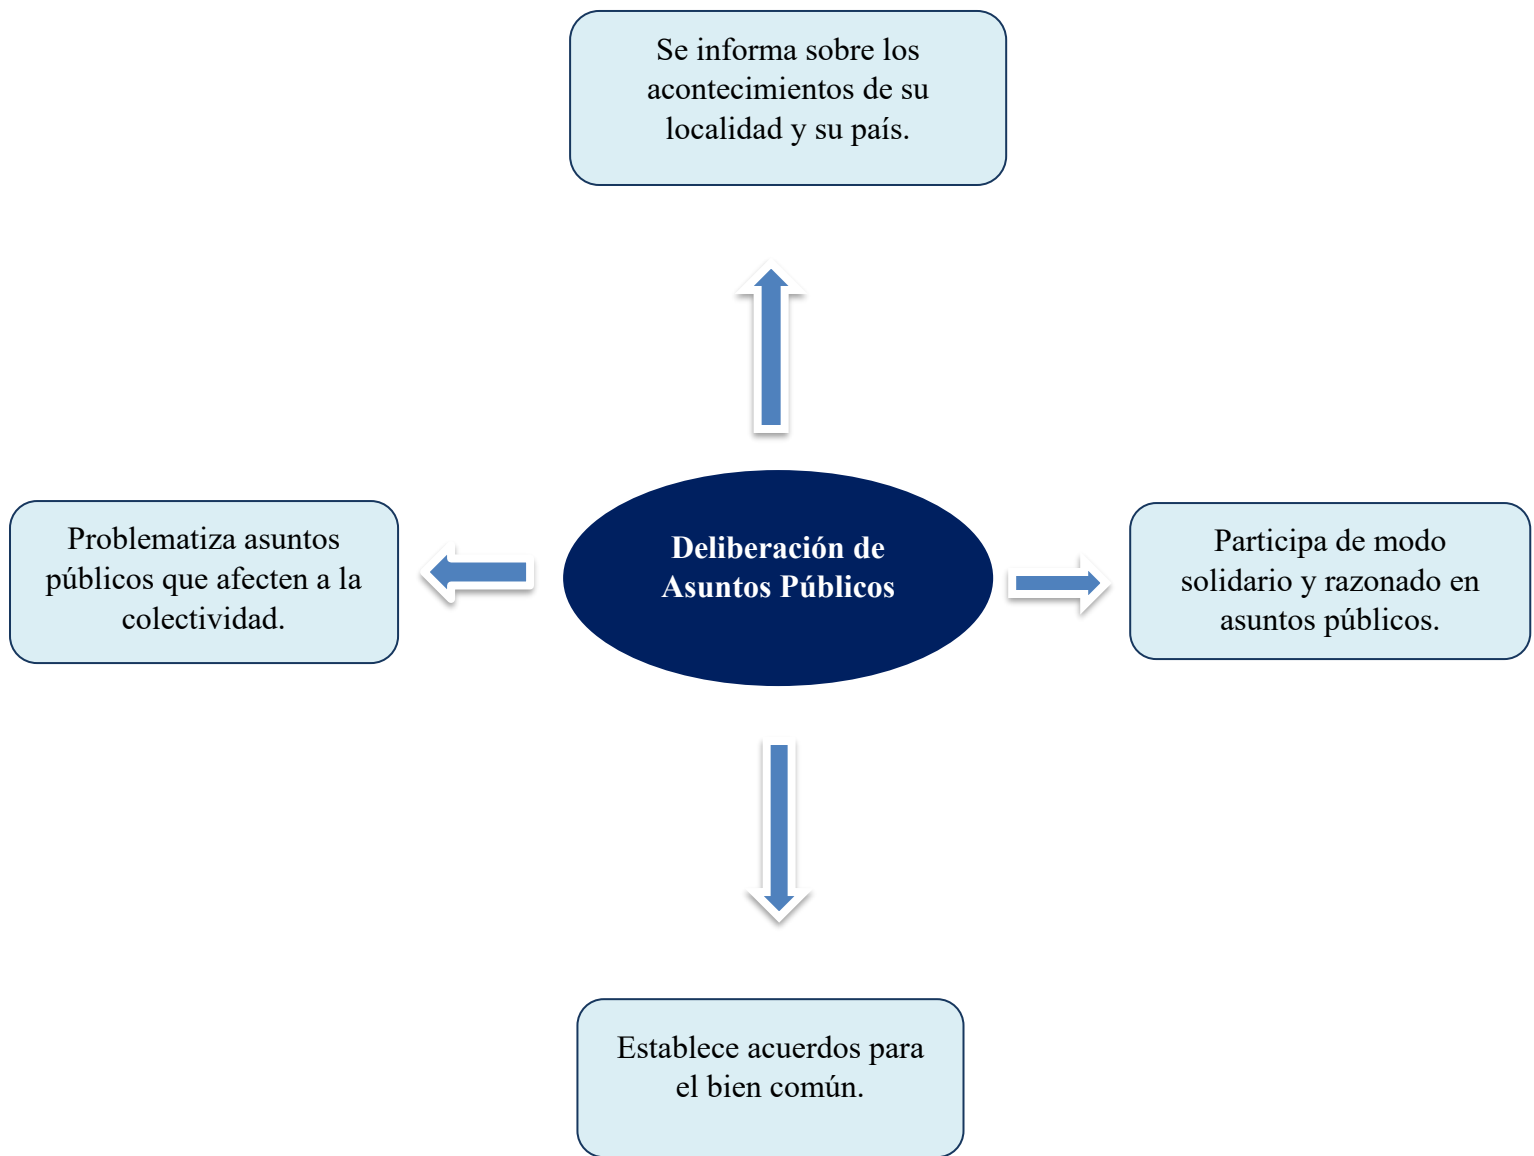 Se informa sobre los
acontecimientos de su
localidad y su país.
Problematiza asuntos
públicos que afecten a la
colectividad.
Deliberación de
Asuntos Públicos
Participa de modo
solidario y razonado en
asuntos públicos.
Establece acuerdos para
el bien común.